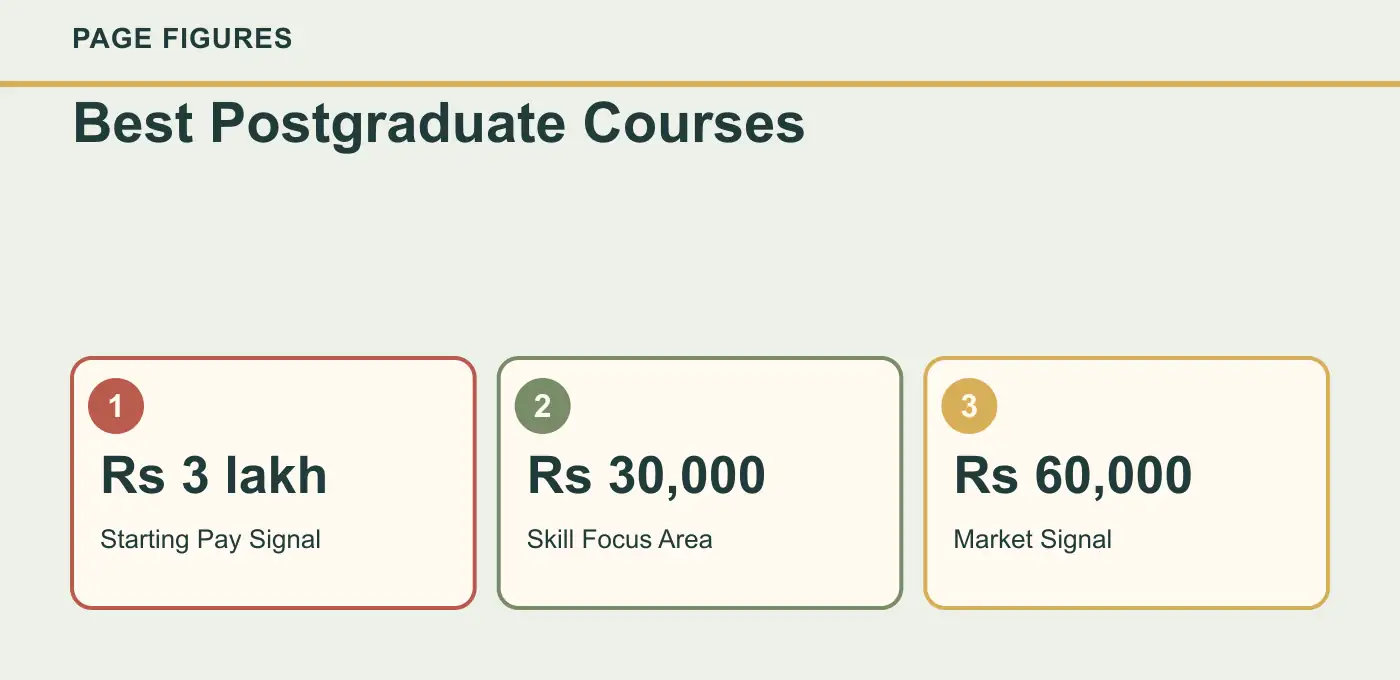 PAGE FIGURES
Best Postgraduate Courses
1
Rs 3 lakh
Starting Pay Signal
2
Rs 30,000
Skill Focus Area
3
Rs 60,000
Market Signal